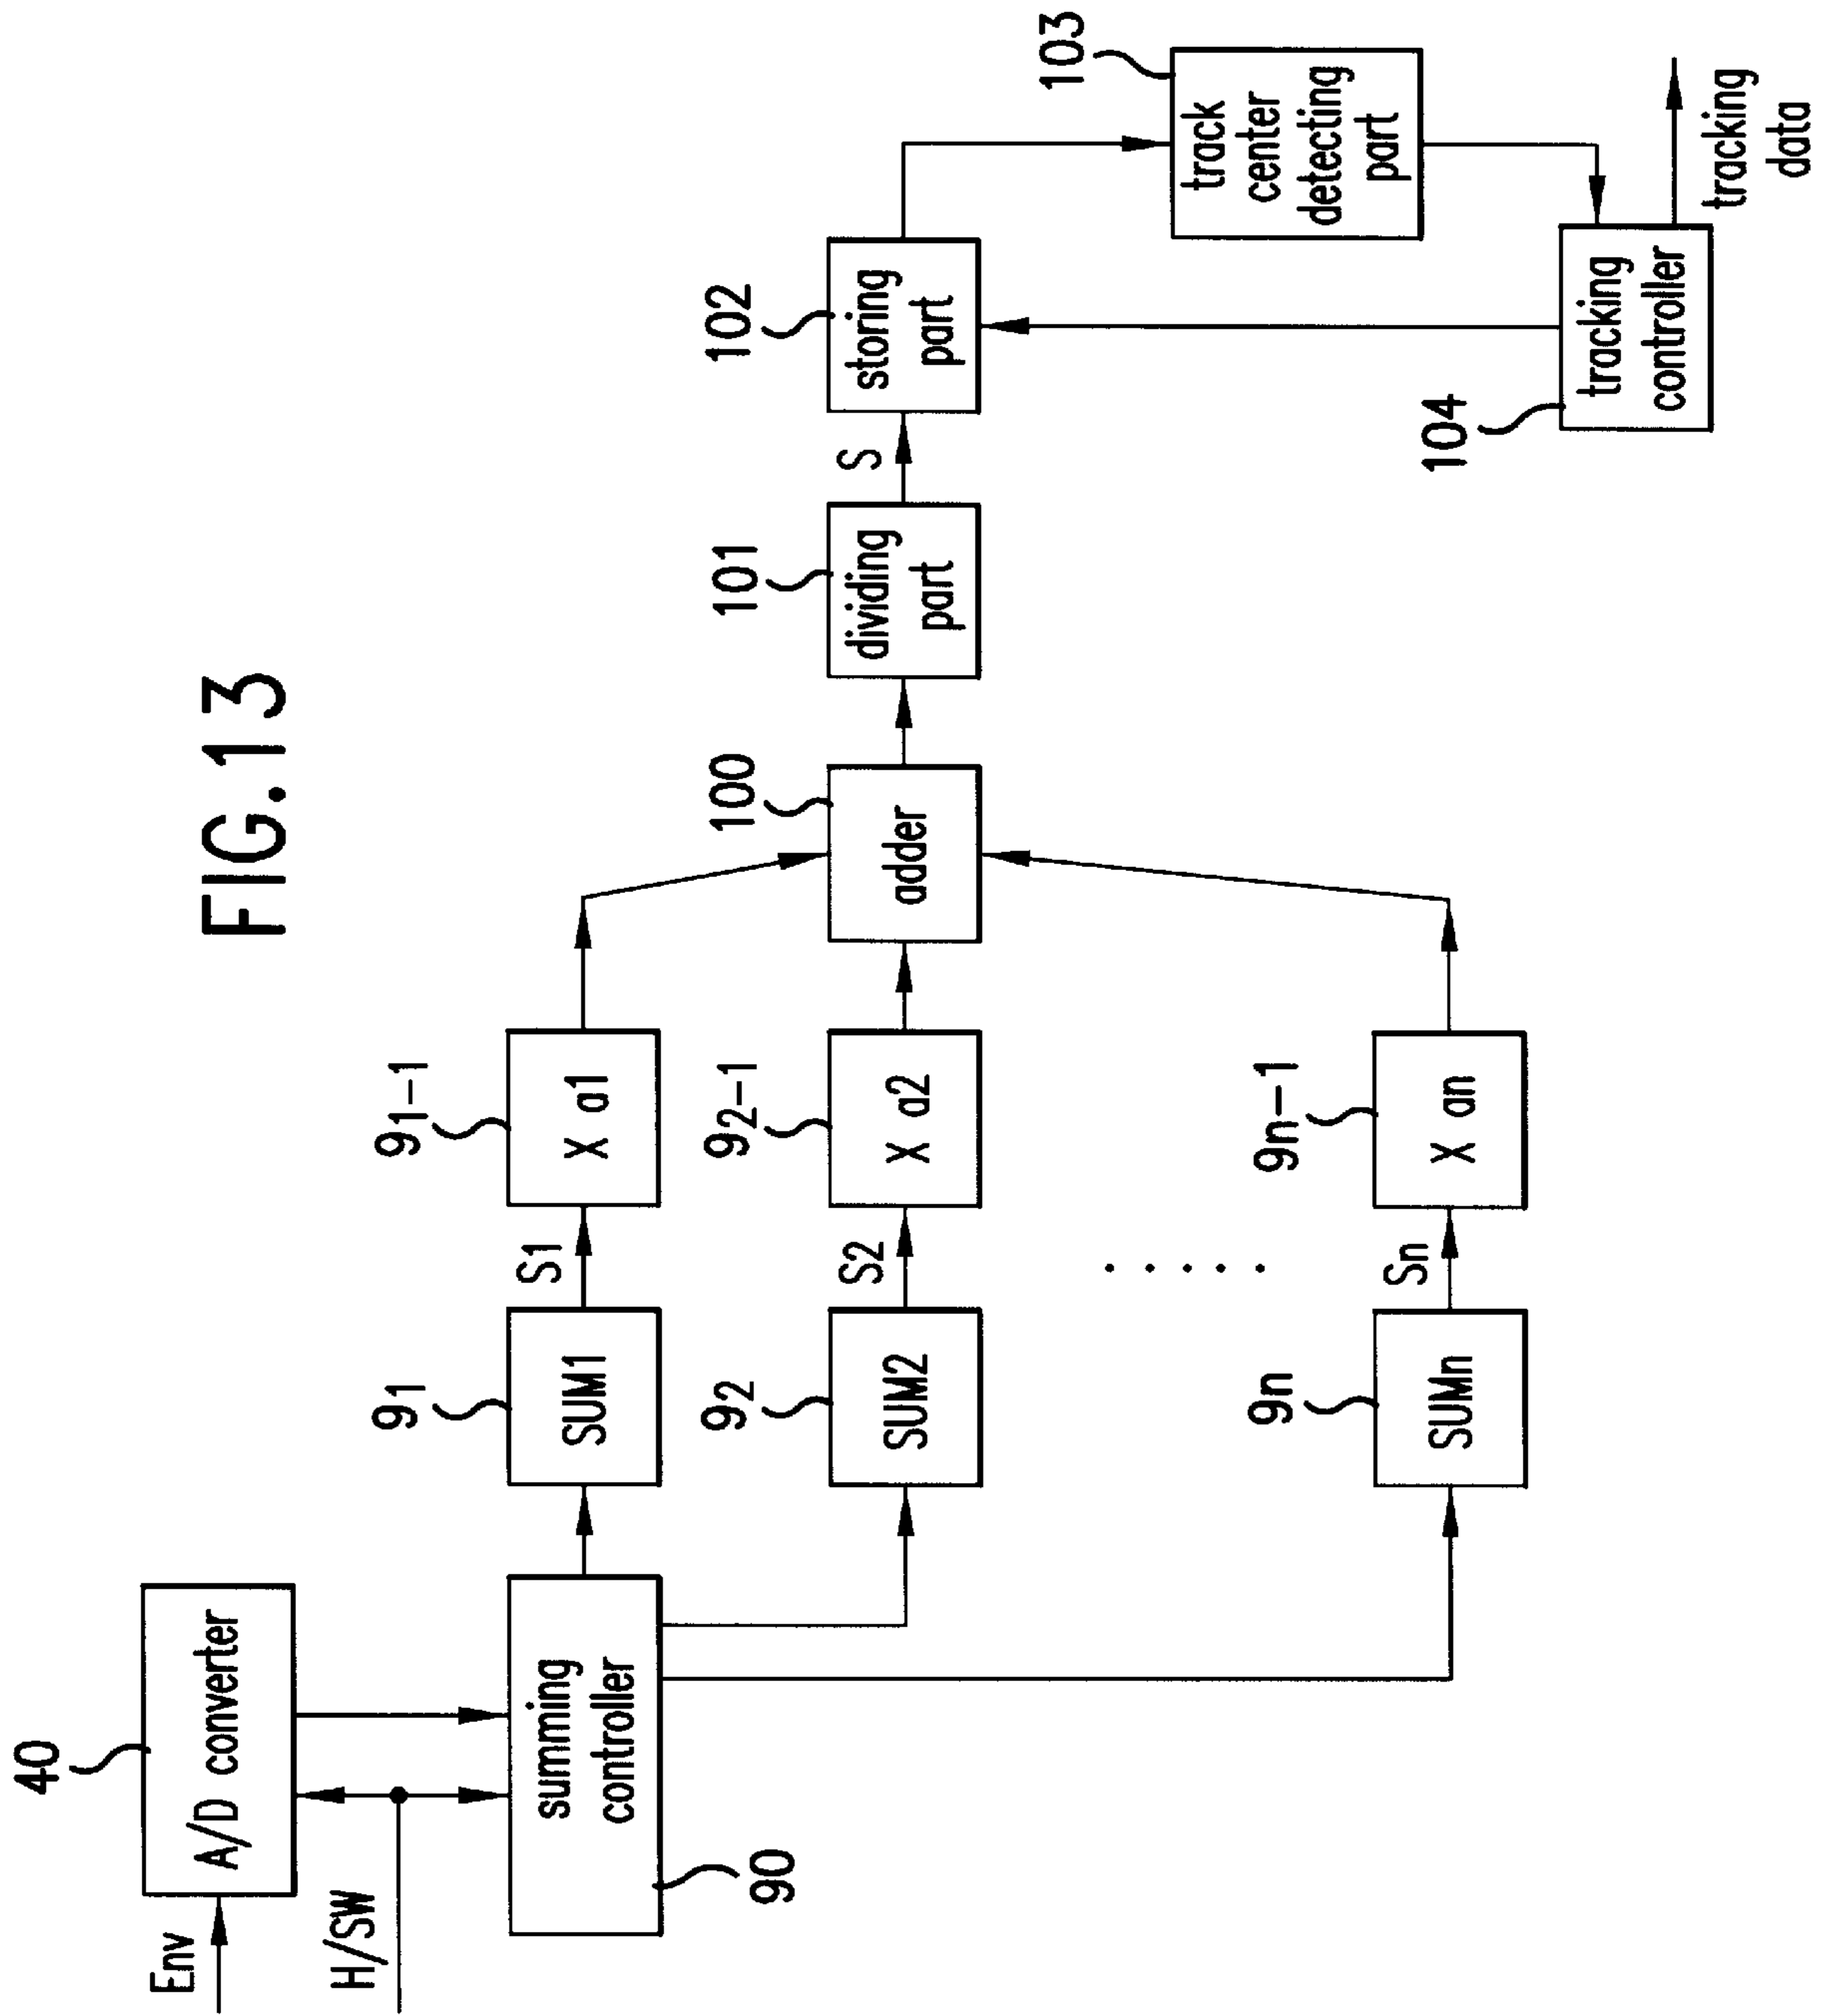 FIG.13
Env
H/SW
40
A/D converter
90
summing
controller
91
SUM1
S1
91-1
X a1
92
SUM2
S2
92-1
X a2
.....
9n
SUMn
Sn
9n-1
X an
100
adder
101
dividing
part
S
102
storing
part
103
track
center
detecting
part
104
tracking
controller
tracking
data